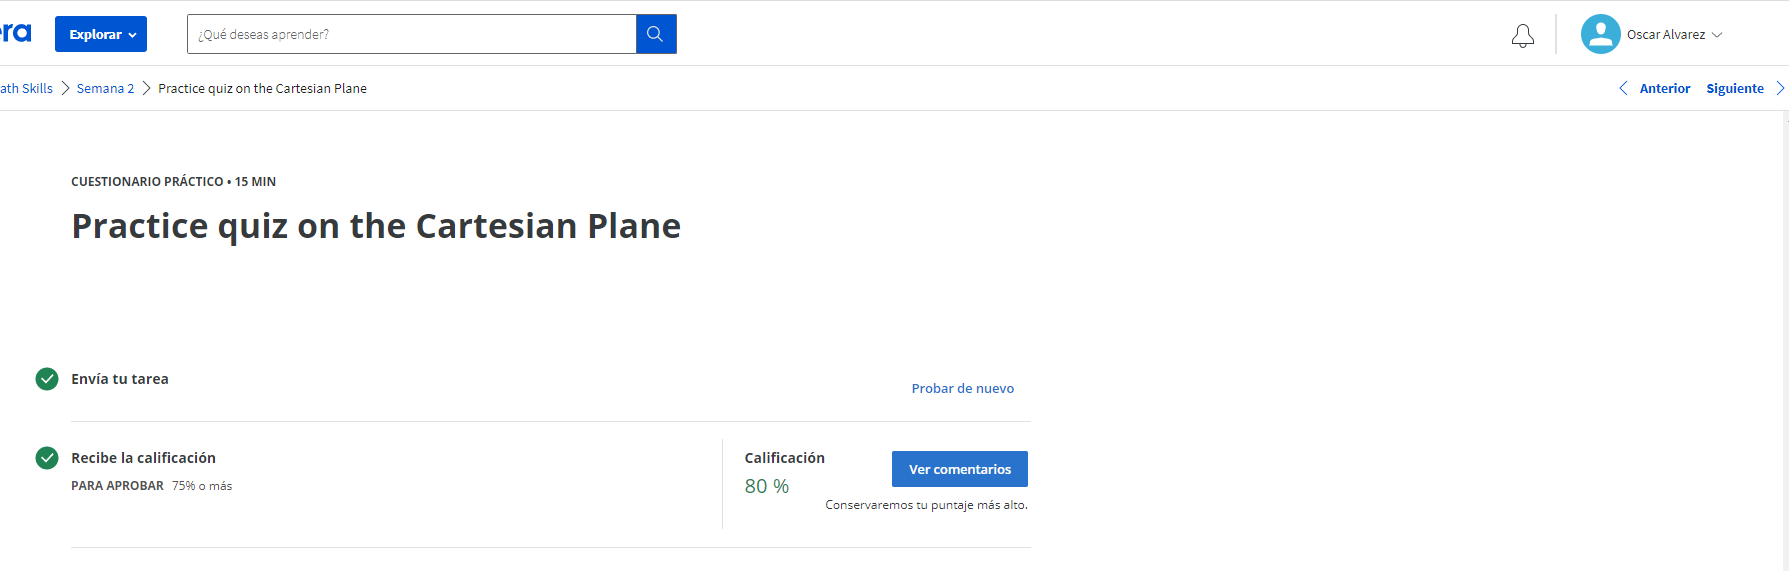 era
Explorar
¿Qué deseas aprender?
Oscar Alvarez
ath Skills
Semana 2
Practice quiz on the Cartesian Plane
Anterior
Siguiente
CUESTIONARIO PRÁCTICO • 15 MIN
Practice quiz on the Cartesian Plane
Envía tu tarea
Probar de nuevo
Recibe la calificación
PARA APROBAR 75% o más
Calificación
80 %
Ver comentarios
Conservaremos tu puntaje más alto.